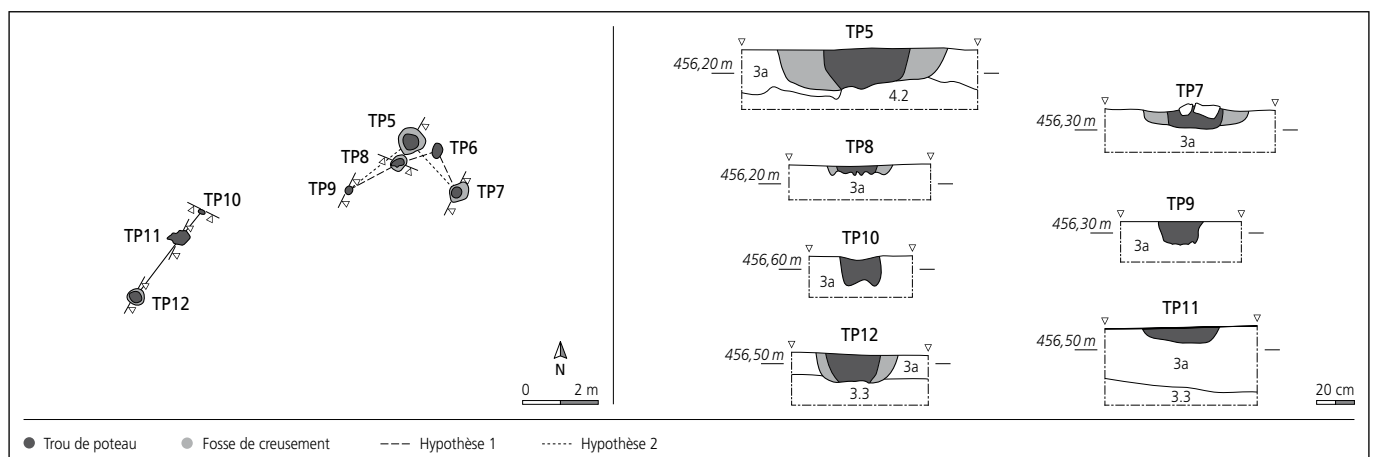 TP5
TP6
TP8
TP9
TP7
TP10
TP11
TP12
N
0 2 m
TP5
456,20 m
3a
4.2
TP7
456,30 m
3a
TP8
456,20 m
3a
TP9
456,30 m
3a
TP10
456,60 m
3a
TP11
456,50 m
3a
3.3
TP12
456,50 m
3a
3.3
20 cm
Trou de poteau Fosse de creusement Hypothèse 1 Hypothèse 2